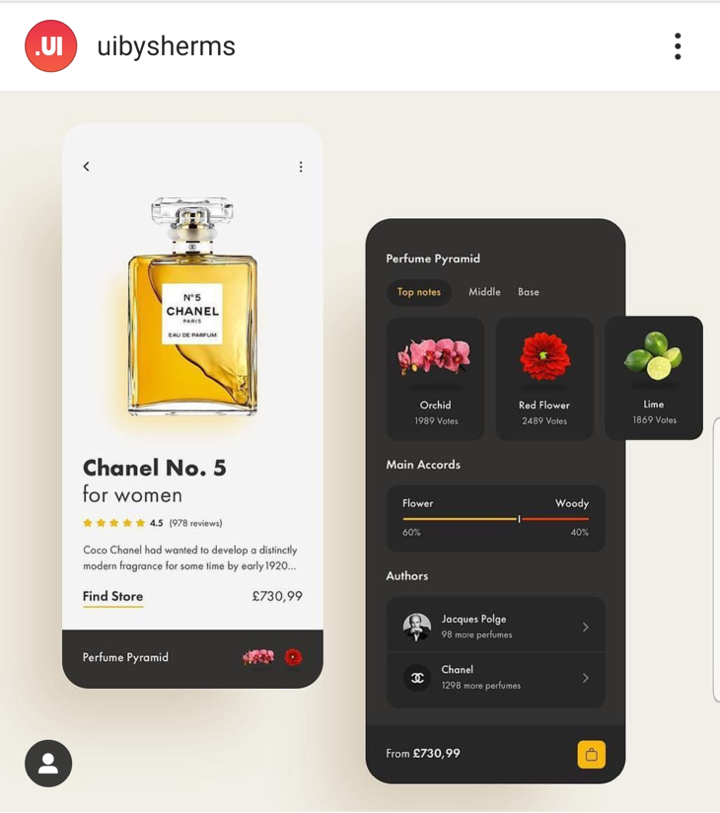 .UI uibysherms
N°5
CHANEL
PARIS
EAU DE PARFUM
Chanel No. 5
for women
4.5 (978 reviews)
Coco Chanel had wanted to develop a distinctly
modern fragrance for some time by early 1920...
Find Store £730,99
Perfume Pyramid
Perfume Pyramid
Top notes Middle Base
Orchid
1989 Votes
Red Flower
2489 Votes
Lime
1869 Votes
Main Accords
Flower Woody
60% 40%
Authors
Jacques Polge
98 more perfumes
Chanel
1298 more perfumes
From £730,99